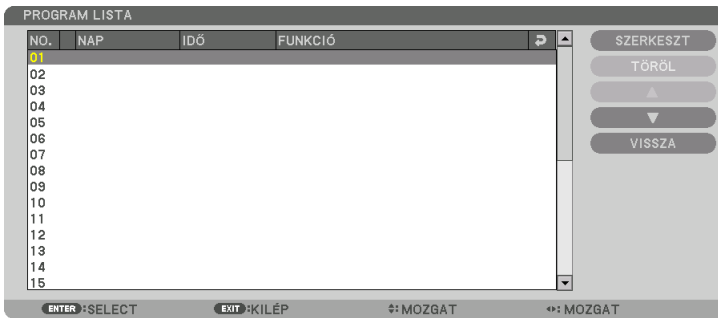 PROGRAM LISTA
NO. NAP IDŐ FUNKCIÓ
01
02
03
04
05
06
07
08
09
10
11
12
13
14
15
SZERKESZT
TÖRÖL
▲
▼
VISSZA
ENTER:SELECT EXIT:KILÉP :MOZGAT :MOZGAT